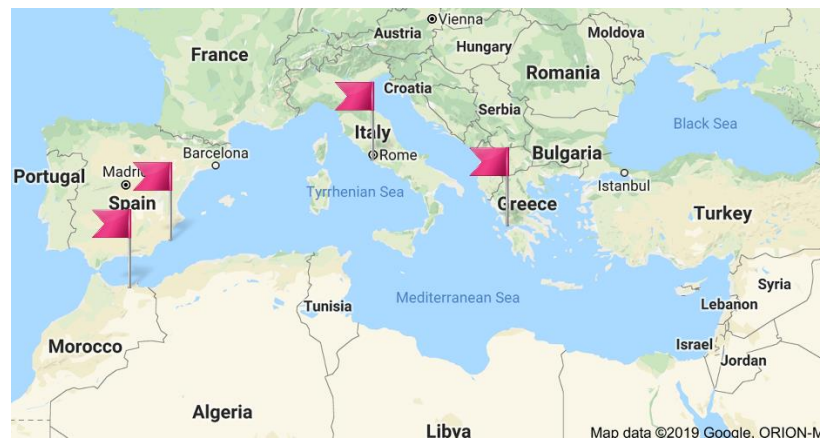 Vienna
Moldova
Austria
France
Hungary
Romania
Croatia
Serbia
Black Sea
Italy
Barcelona
Rome
Bulgaria
Portugal
Madri
Istanbul
Tyrrhenian Sea
Spain
Greece
Turkey
Syria
Mediterranean Sea
Lebanon
Tunisia
Morocco
Israel
Jordan
Algeria
Libya
Map data ©2019 Google, ORION-M